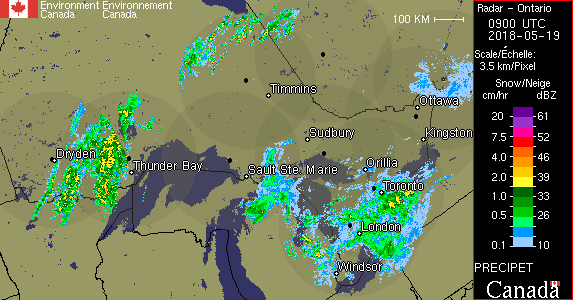 Environment Environnement
Canada Canada
100 KM
Radar - Ontario
0900 UTC
2018-05-19
Scale/Échelle:
3.5 km/Pixel
Snow/Neige
cm/hr dBZ
20 61
7.5 57
5.0 52
4.0 46
2.0 39
1.0 33
0.5 26
0.1 10
PRECIPET
Canada
Timmins
Ottawa
Sudbury
Kingston
Dryden
Thunder Bay
Sault Ste. Marie
Orillia
Toronto
London
Windsor